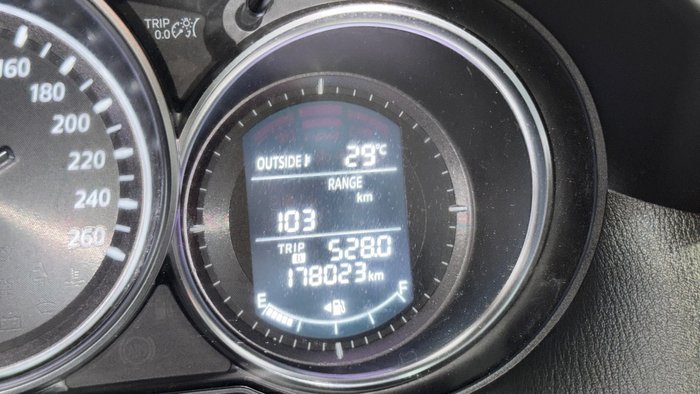 TRIP
0.0
160
180
200
220
240
260
OUTSIDE 29°C
RANGE
km
103
TRIP 528.0
178023 km
E F